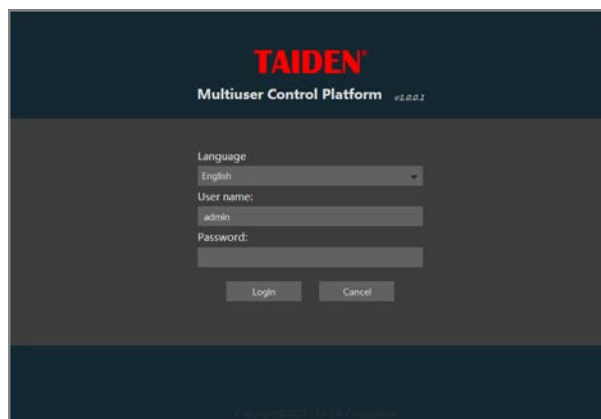 TAIDEN®
Multiuser Control Platform v1.0.0.1
Language
English
User name:
admin
Password:
Login Cancel